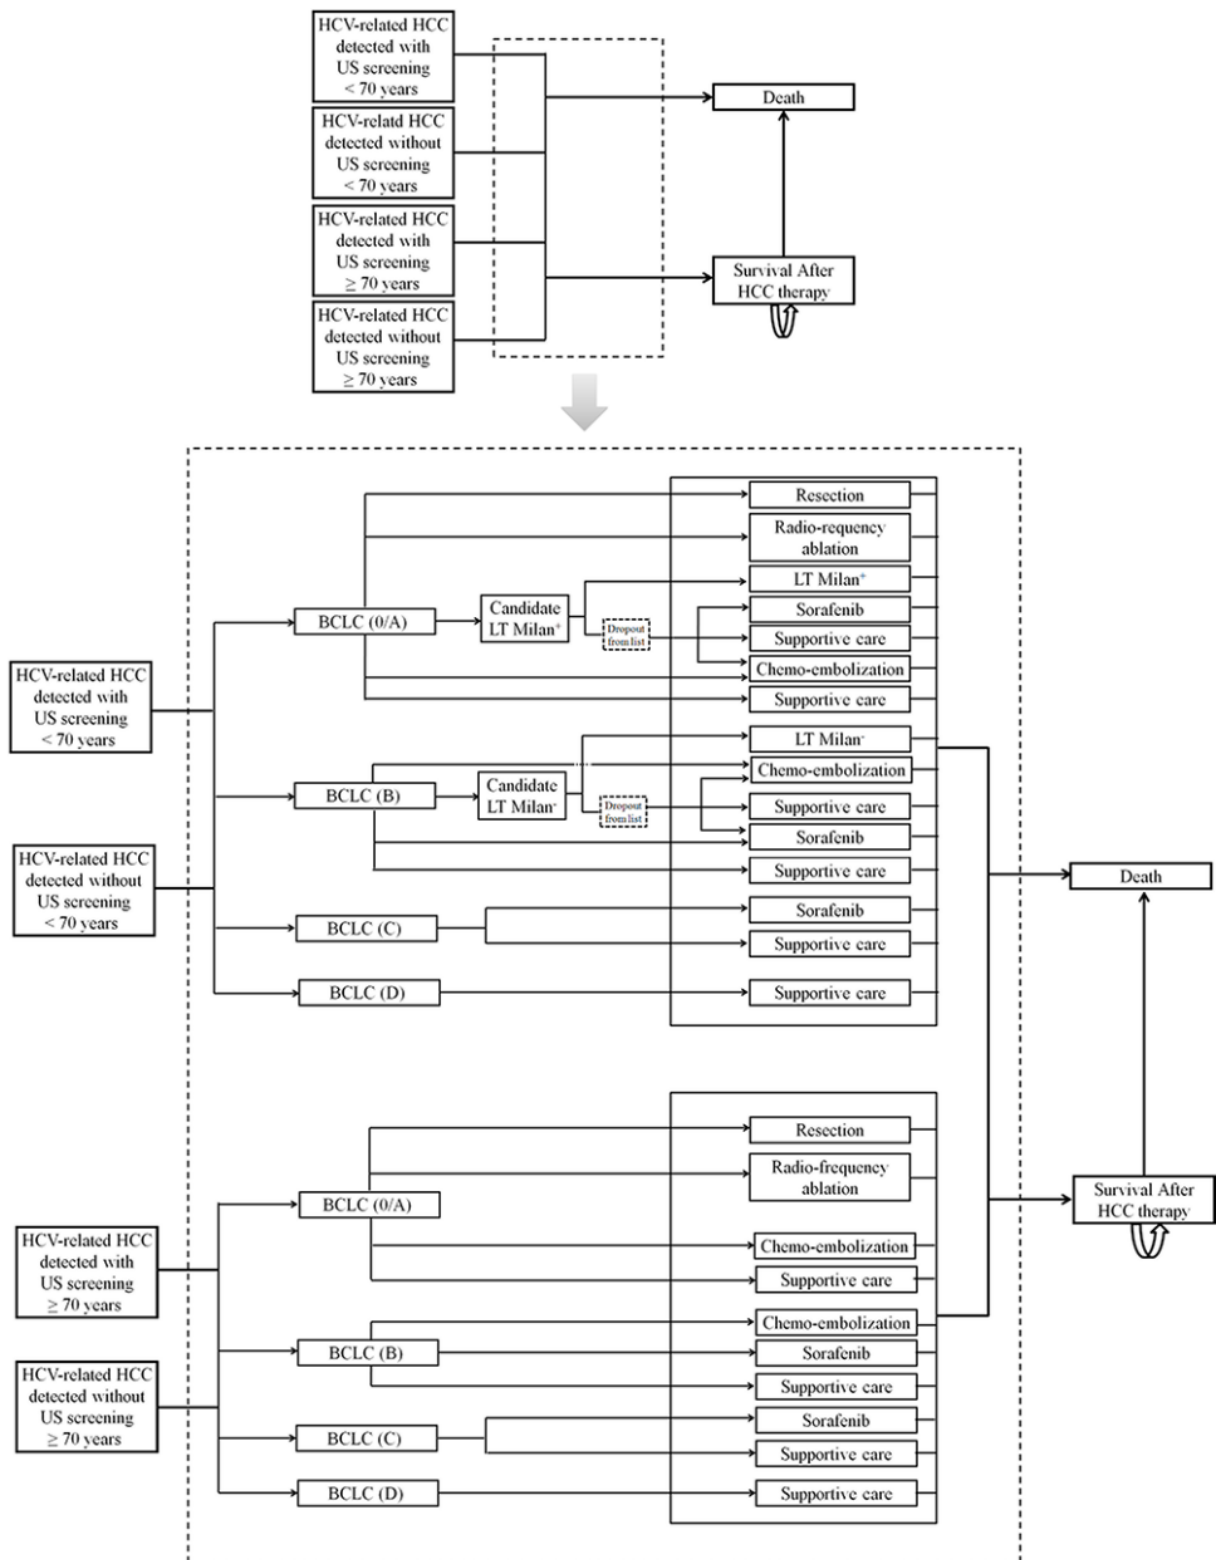 HCV-related HCC
detected with
US screening
< 70 years
HCV-relatd HCC
detected without
US screening
< 70 years
HCV-related HCC
detected with
US screening
≥ 70 years
HCV-related HCC
detected without
US screening
≥ 70 years
Death
Survival After
HCC therapy
HCV-related HCC
detected with
US screening
< 70 years
HCV-related HCC
detected without
US screening
< 70 years
BCLC (0/A)
Candidate
LT Milan⁺
Dropout
from list
Resection
Radio-requency
ablation
LT Milan⁺
Sorafenib
Supportive care
Chemo-embolization
Supportive care
BCLC (B)
Candidate
LT Milan⁻
Dropout
from list
LT Milan⁻
Chemo-embolization
Supportive care
Sorafenib
Supportive care
BCLC (C)
Sorafenib
Supportive care
BCLC (D)
Supportive care
Death
Survival After
HCC therapy
HCV-related HCC
detected with
US screening
≥ 70 years
HCV-related HCC
detected without
US screening
≥ 70 years
BCLC (0/A)
Resection
Radio-frequency
ablation
Chemo-embolization
Supportive care
BCLC (B)
Chemo-embolization
Sorafenib
Supportive care
BCLC (C)
Sorafenib
Supportive care
BCLC (D)
Supportive care